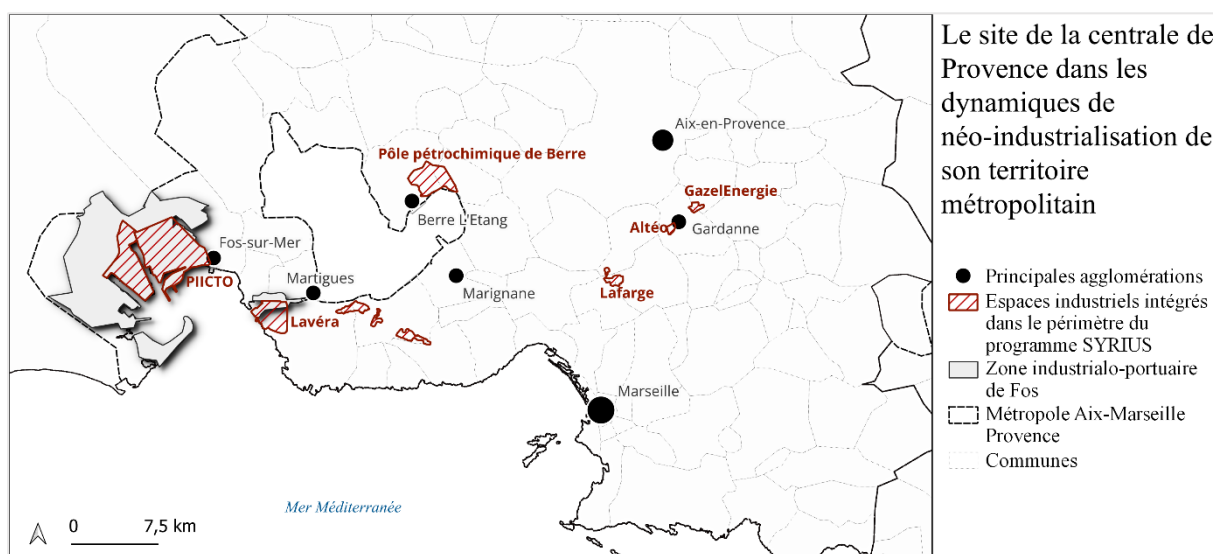 Le site de la centrale de
Provence dans les
dynamiques de
néo-industrialisation de
son territoire
métropolitain
Aix-en-Provence
Pôle pétrochimique de Berre
GazelEnergie
Berre L'Etang
Altéo
Gardanne
Fos-sur-Mer
PIICTO
Martigues
Marignane
Lafarge
Lavéra
Marseille
Mer Méditerranée
0 7,5 km
Principales agglomérations
Espaces industriels intégrés
dans le périmètre du
programme SYRIUS
Zone industrialo-portuaire
de Fos
Métropole Aix-Marseille
Provence
Communes